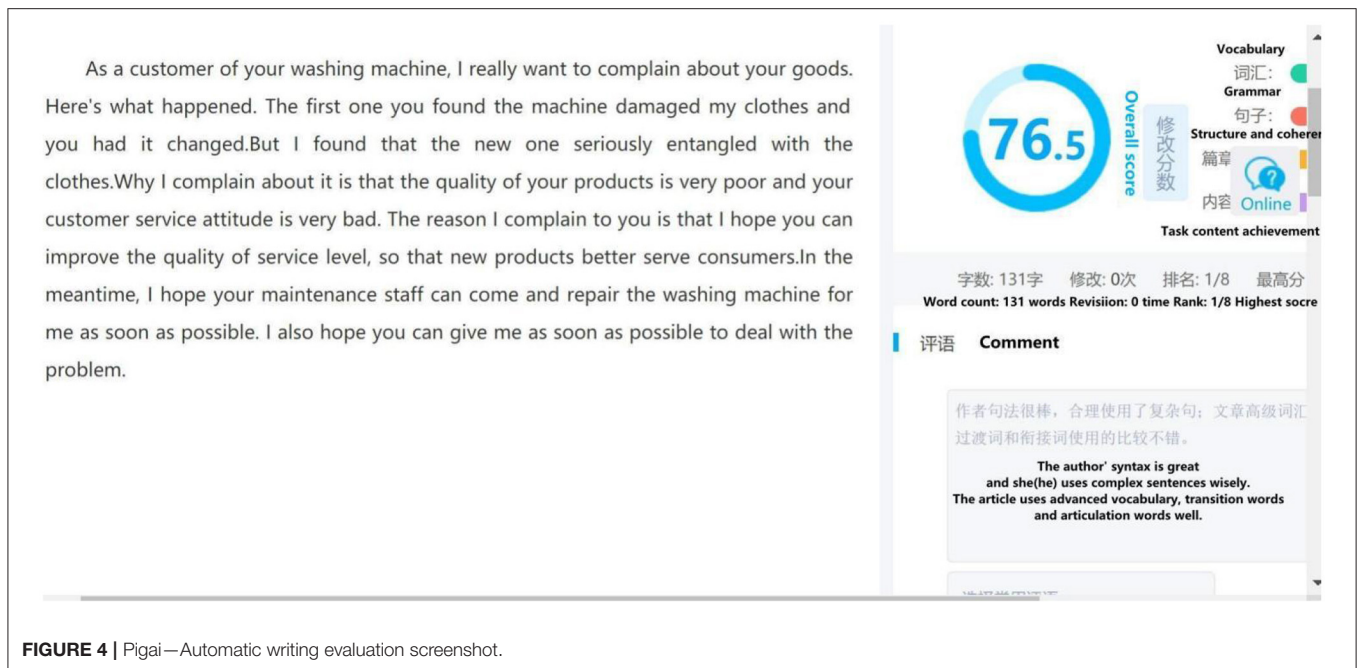 As a customer of your washing machine, I really want to complain about your goods.
Here's what happened. The first one you found the machine damaged my clothes and
you had it changed.But I found that the new one seriously entangled with the
clothes.Why I complain about it is that the quality of your products is very poor and your
customer service attitude is very bad. The reason I complain to you is that I hope you can
improve the quality of service level, so that new products better serve consumers.In the
meantime, I hope your maintenance staff can come and repair the washing machine for
me as soon as possible. I also hope you can give me as soon as possible to deal with the
problem.
76.5
Overall score
修改分数
Vocabulary
词汇:
Grammar
句子:
Structure and coherer
篇章
内容
Online
Task content achievement
字数: 131字 修改: 0次 排名: 1/8 最高分
Word count: 131 words Revisiion: 0 time Rank: 1/8 Highest socre
评语 Comment
作者句法很棒，合理使用了复杂句；文章高级词汇
过渡词和衔接词使用的比较不错。
The author' syntax is great
and she(he) uses complex sentences wisely.
The article uses advanced vocabulary, transition words
and articulation words well.
FIGURE 4 | Pigai—Automatic writing evaluation screenshot.